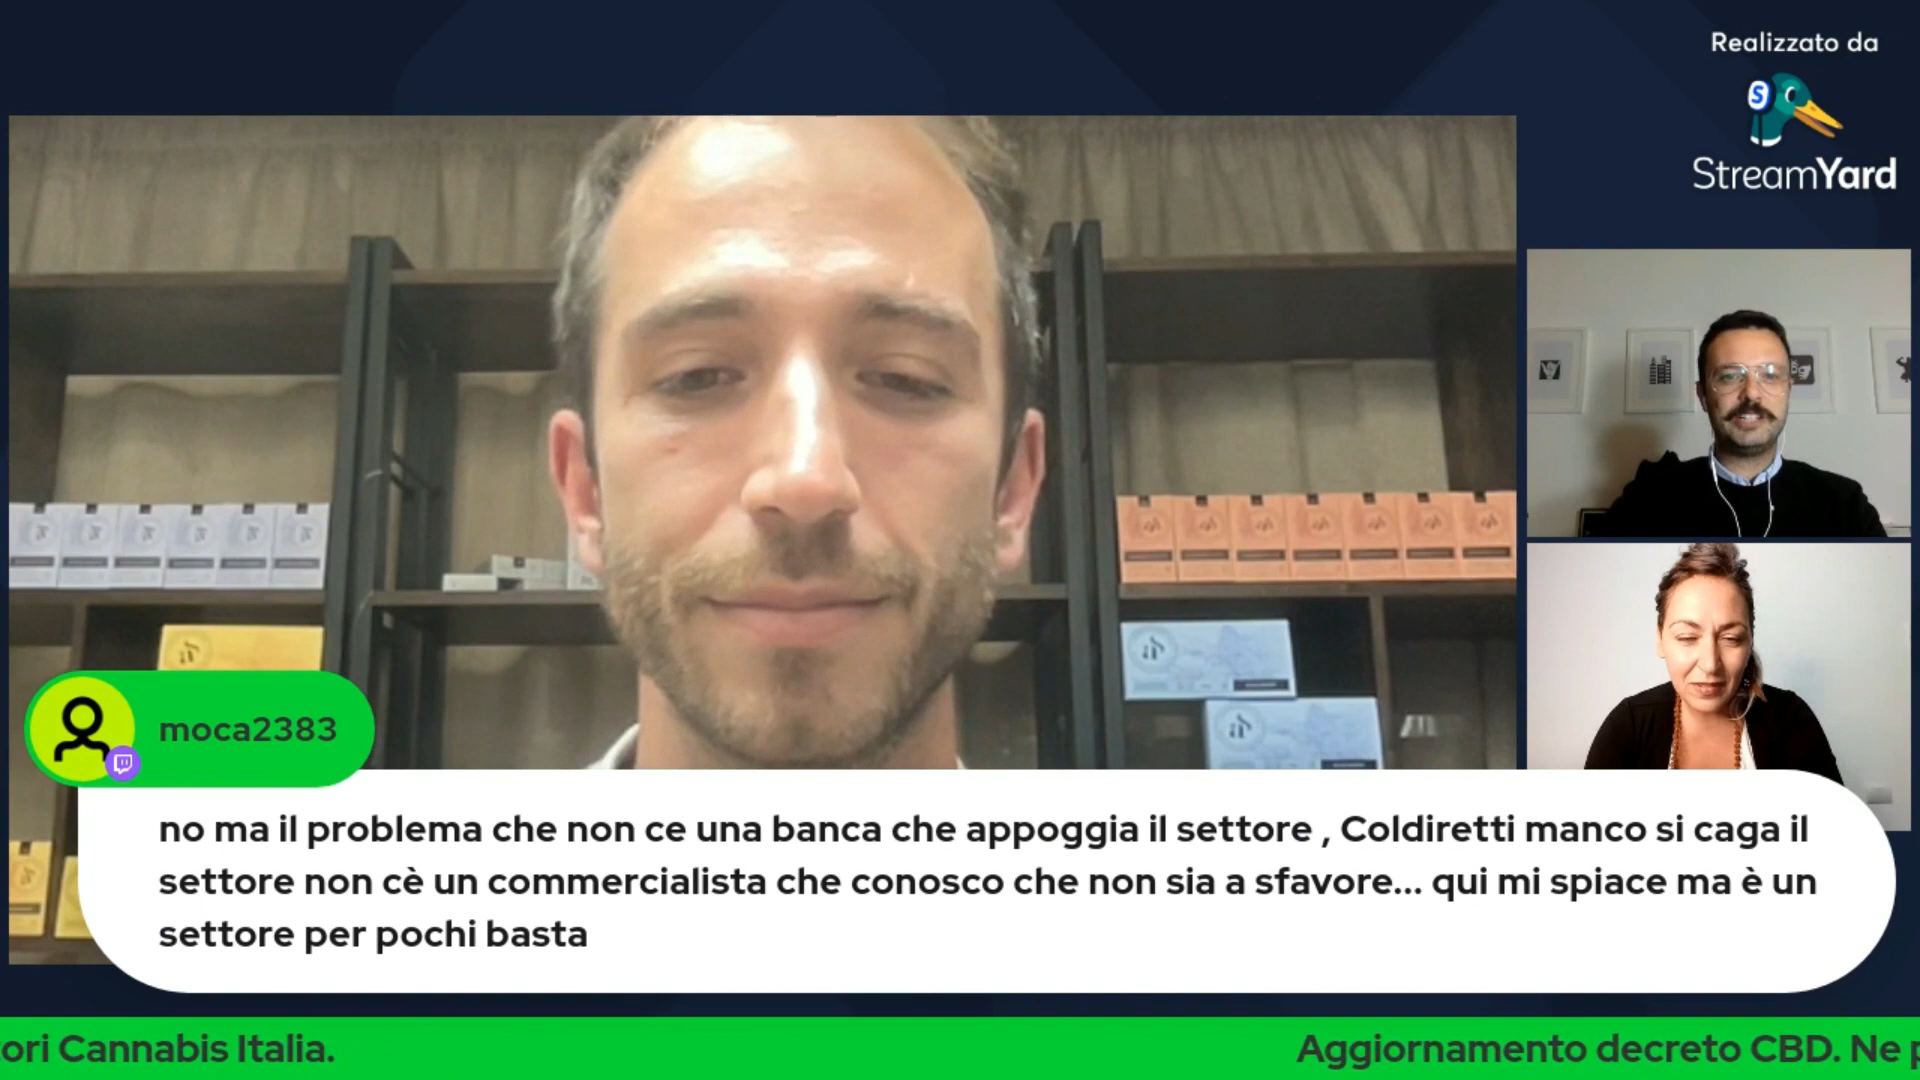 Realizzato da
StreamYard
moca2383
no ma il problema che non ce una banca che appoggia il settore , Coldiretti manco si caga il
settore non cè un commercialista che conosco che non sia a sfavore... qui mi spiace ma è un
settore per pochi basta
ori Cannabis Italia.
Aggiornamento decreto CBD. Ne